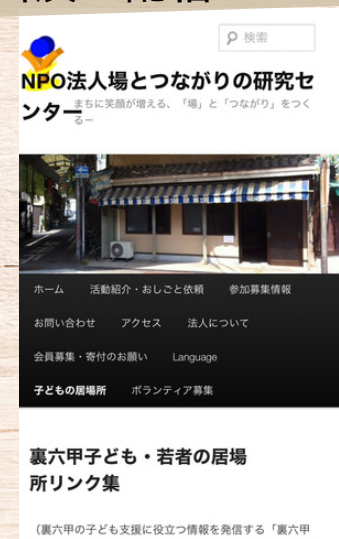 検索
NPO法人場とつながりの研究セ
ンター
まちに笑顔が増える、「場」と「つながり」をつく
る－
ホーム 活動紹介・おしごと依頼 参加募集情報
お問い合わせ アクセス 法人について
会員募集・寄付のお願い Language
子どもの居場所 ボランティア募集
裏六甲子ども・若者の居場
所リンク集
（裏六甲の子ども支援に役立つ情報を発信する「裏六甲